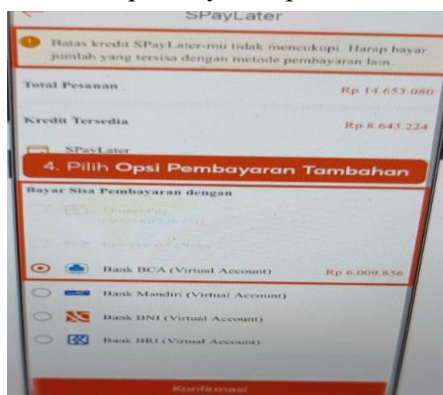 SPayLater
Batas kredit SPayLater-mu tidak mencukupi. Harap bayar
jumlah yang tersisa dengan metode pembayaran lain.
Total Pesanan Rp 14.653.080
Kredit Tersedia Rp 8.643.224
SPayLater
4. Pilih Opsi Pembayaran Tambahan
Bayar Sisa Pembayaran dengan
Bank BCA (Virtual Account) Rp 6.009.856
Bank Mandiri (Virtual Account)
Bank BNI (Virtual Account)
Bank BRI (Virtual Account)
Konfirmasi